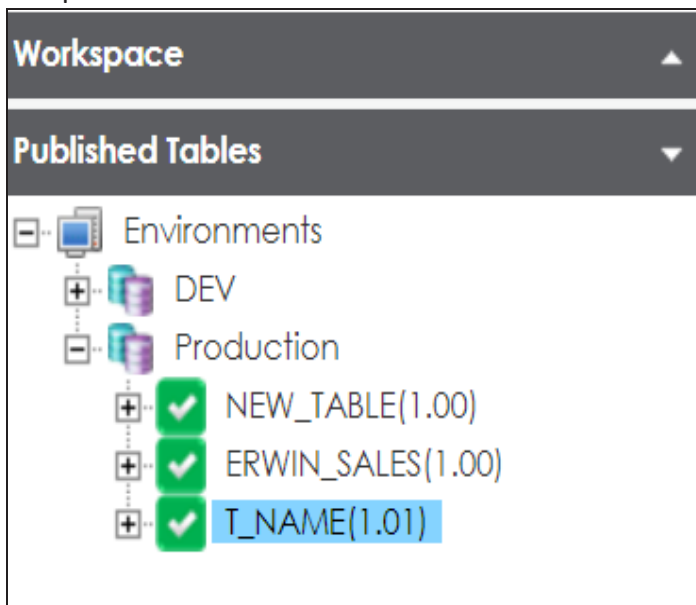 Workspace
Published Tables
Environments
DEV
Production
NEW_TABLE(1.00)
ERWIN_SALES(1.00)
T_NAME(1.01)